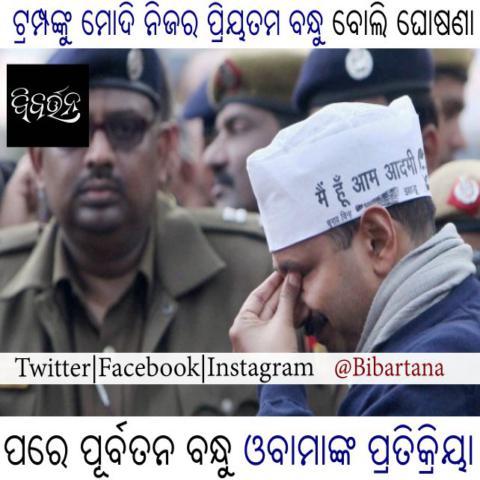 ଟ୍ରମ୍ପଙ୍କୁ ମୋଦି ନିଜର ପ୍ରିୟତମ ବନ୍ଧୁ ବୋଲି ଘୋଷଣା
ବିବର୍ତ୍ତନ
मैं हूँ आम आदमी
Twitter|Facebook|Instagram @Bibartana
ପରେ ପୂର୍ବତନ ବନ୍ଧୁ ଓବାମାଙ୍କ ପ୍ରତିକ୍ରିୟା